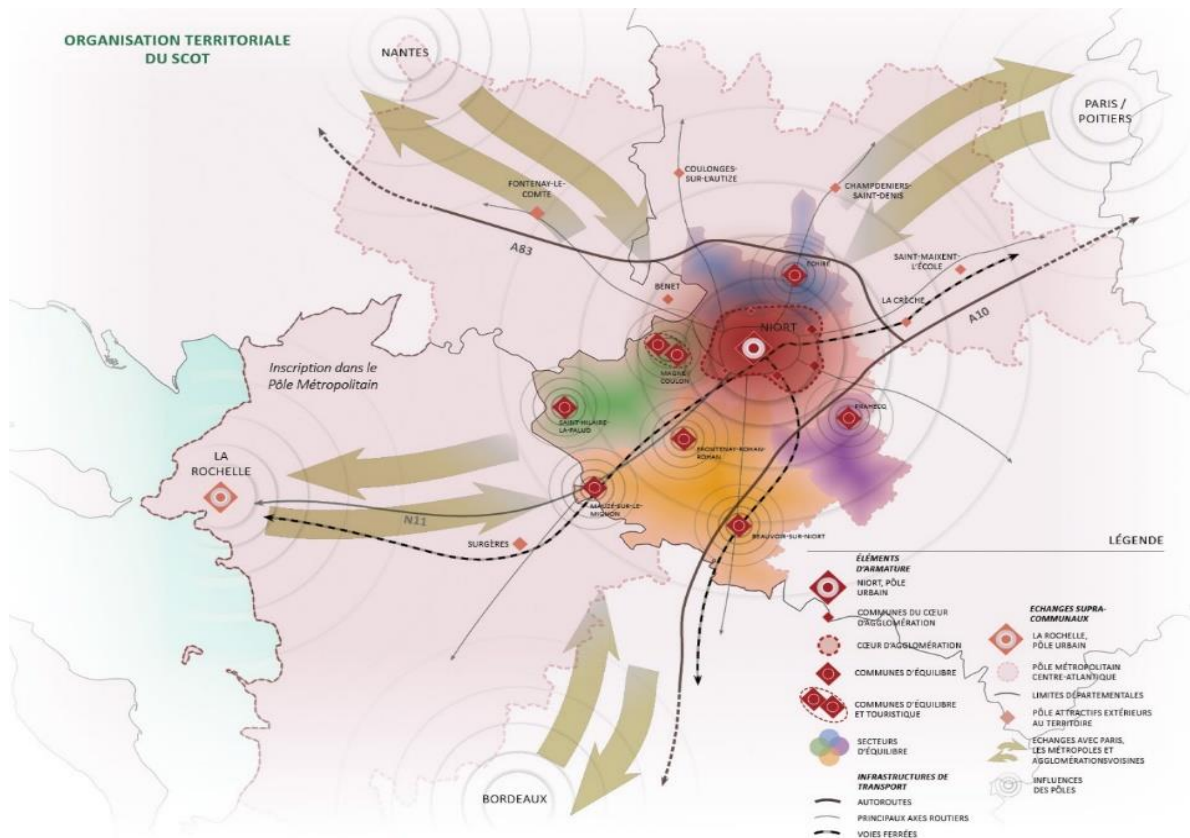 ORGANISATION TERRITORIALE
DU SCOT
NANTES
PARIS /
POITIERS
COULONGES-
SUR-L'AUTIZE
FONTENAY-LE-
COMTE
CHAMPDENIERS-
SAINT-DENIS
A83
SAINT-MAIXENT-
L'ÉCOLE
ECHIRÉ
BENET
LA CRÈCHE
A10
NIORT
Inscription dans le
Pôle Métropolitain
MAGNÉ/
COULON
SAINT-HILAIRE-
LA-PALUD
PRAHECQ
FRONTENAY-ROHAN-
ROHAN
LA
ROCHELLE
MAUZÉ-SUR-LE-
MIGNON
N11
SURGÈRES
BEAUVOIR-SUR-NIORT
BORDEAUX
LÉGENDE
ÉLÉMENTS
D'ARMATURE
NIORT, PÔLE
URBAIN
COMMUNES DU CŒUR
D'AGGLOMÉRATION
CŒUR D'AGGLOMÉRATION
COMMUNES D'ÉQUILIBRE
COMMUNES D'ÉQUILIBRE
ET TOURISTIQUE
SECTEURS
D'ÉQUILIBRE
INFRASTRUCTURES DE
TRANSPORT
AUTOROUTES
PRINCIPAUX AXES ROUTIERS
VOIES FERRÉES
ECHANGES SUPRA-
COMMUNAUX
LA ROCHELLE,
PÔLE URBAIN
PÔLE MÉTROPOLITAIN
CENTRE-ATLANTIQUE
LIMITES DÉPARTEMENTALES
PÔLE ATTRACTIFS EXTÉRIEURS
AU TERRITOIRE
ECHANGES AVEC PARIS,
LES MÉTROPOLES ET
AGGLOMÉRATIONSVOISINES
INFLUENCES
DES PÔLES